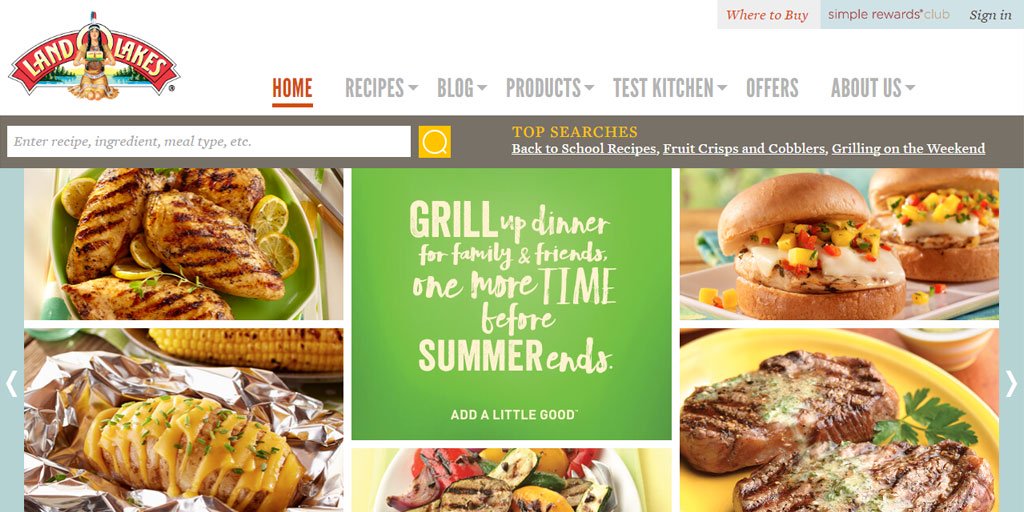 Where to Buy
simple rewards® club
Sign in
LAND O LAKES®
HOME
RECIPES
BLOG
PRODUCTS
TEST KITCHEN
OFFERS
ABOUT US
Enter recipe, ingredient, meal type, etc.
TOP SEARCHES
Back to School Recipes, Fruit Crisps and Cobblers, Grilling on the Weekend
GRILL up dinner
for family & friends,
one more TIME
before
SUMMER ends.
ADD A LITTLE GOOD™